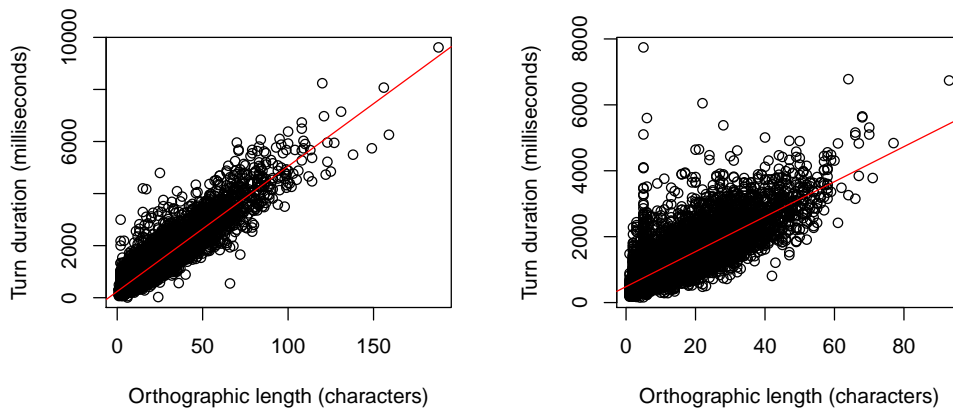 Turn duration (milliseconds)
10000
6000
2000
0
0 50 100 150
Orthographic length (characters)
Turn duration (milliseconds)
8000
6000
4000
2000
0
0 20 40 60 80
Orthographic length (characters)